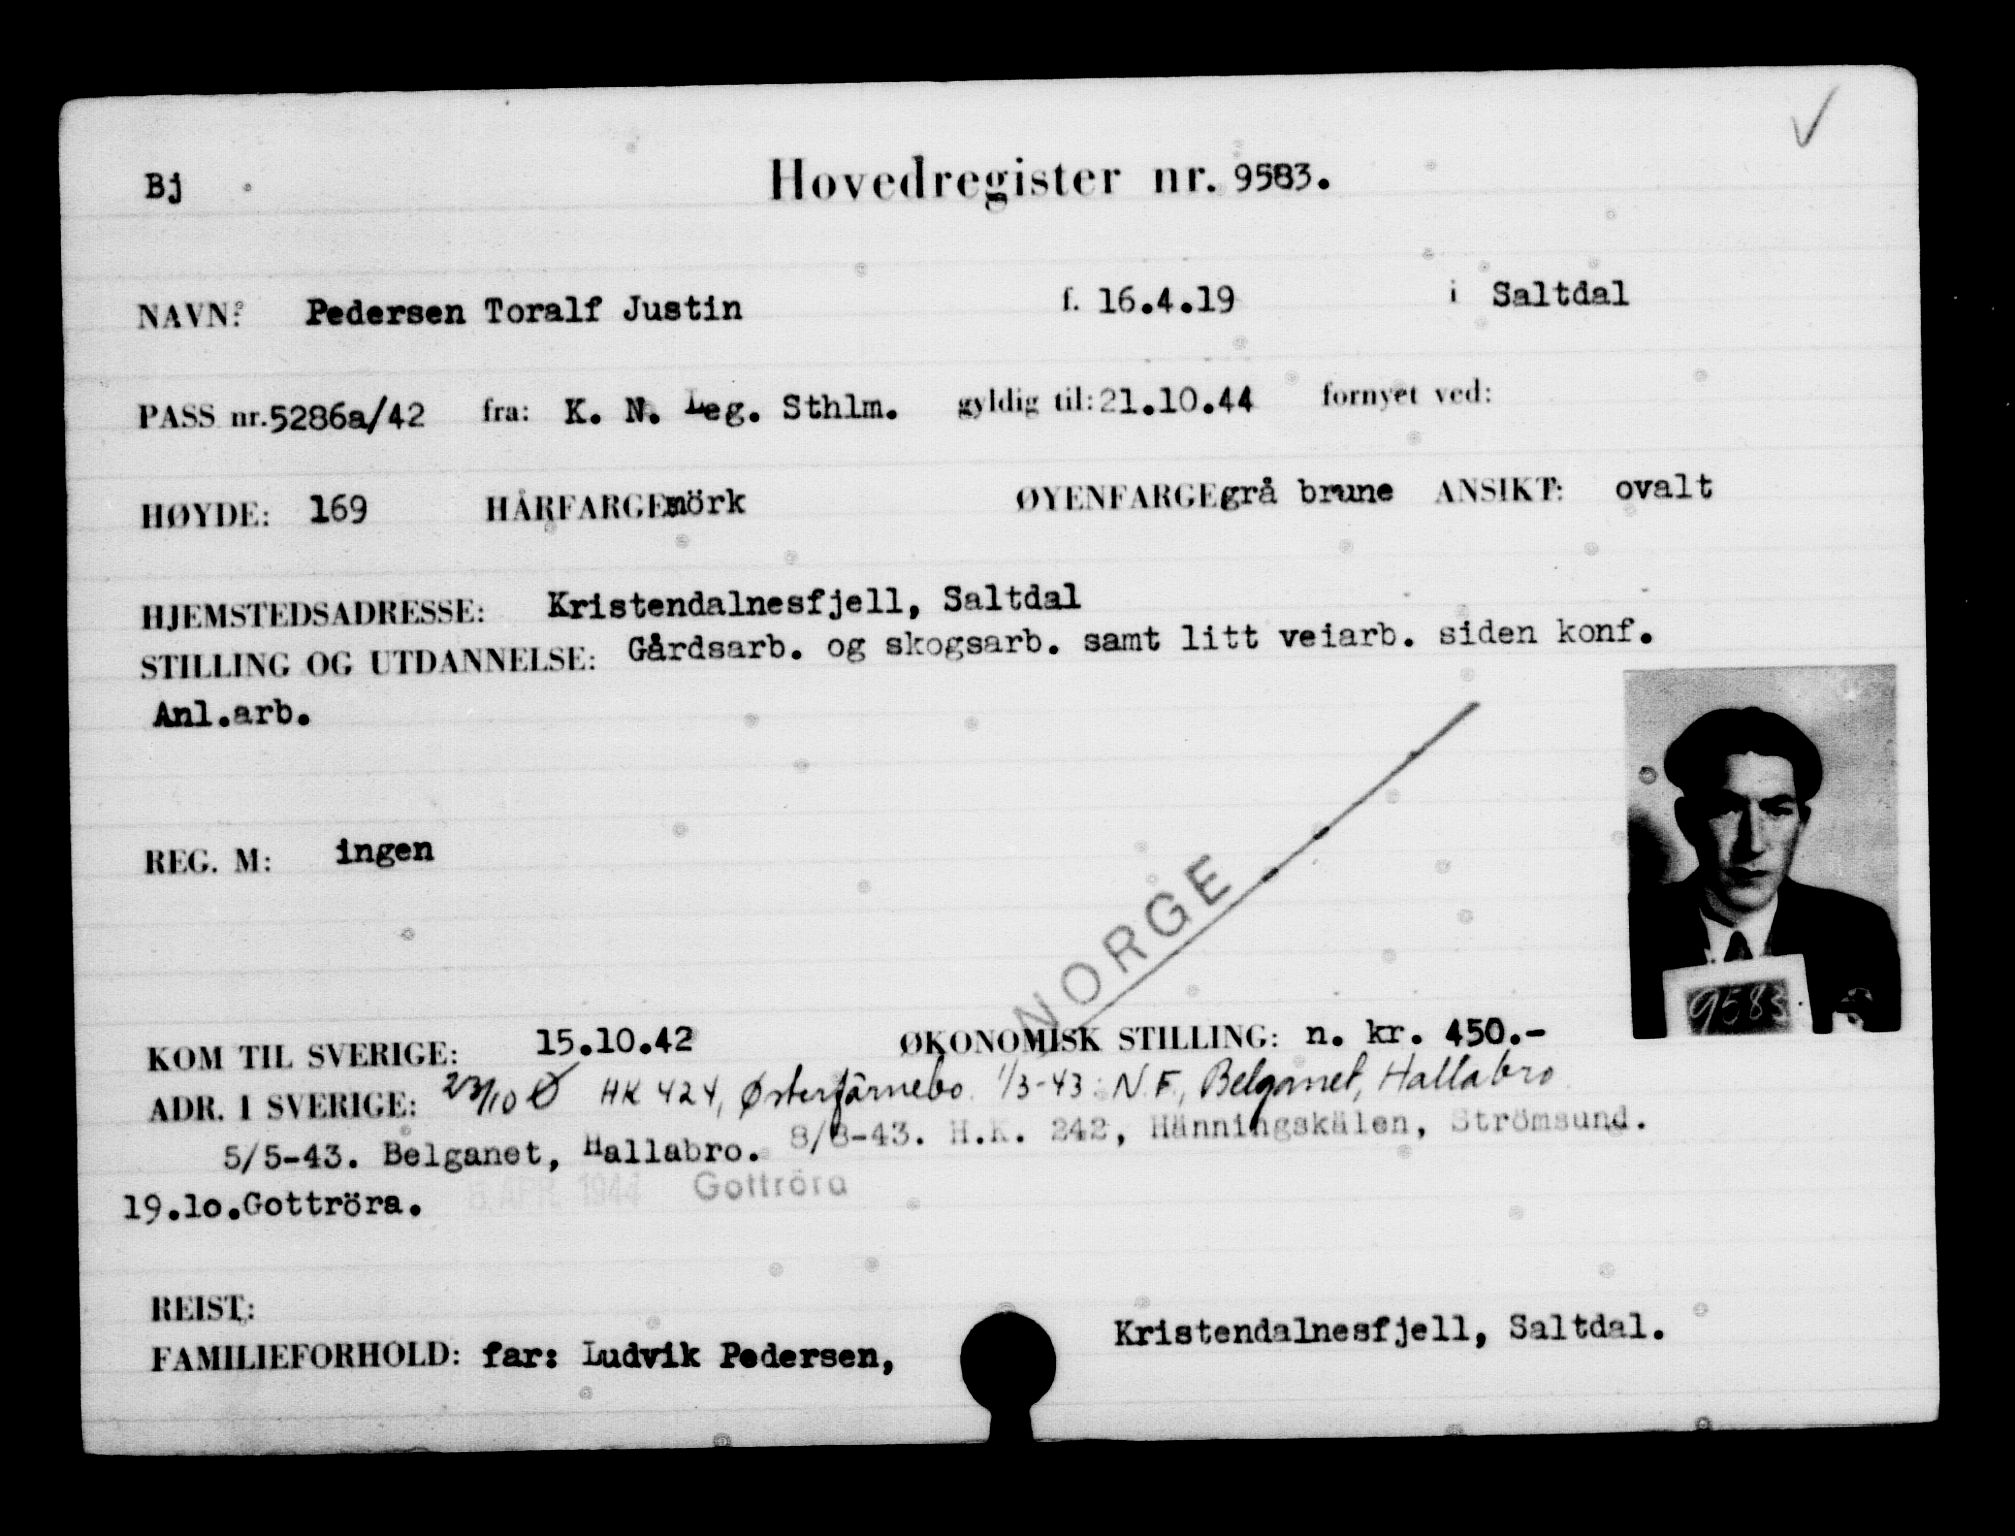 Bj Hovedregister nr. 9583.
NAVN: Pedersen Toralf Justin f. 16.4.19 i Saltdal
PASS nr. 5286a/42 fra: K. N. Leg. Sthlm. gyldig til: 21.10.44 fornyet ved:
HØYDE: 169 HÅRFARGE mörk ØYENFARGE grå brune ANSIKT: ovalt
HJEMSTEDSADRESSE: Kristendalnesfjell, Saltdal
STILLING OG UTDANNELSE: Gårdsarb. og skogsarb. samt litt veiarb. siden konf.
Anl.arb.
REG. M: ingen
NORGE
9583
KOM TIL SVERIGE: 15.10.42 ØKONOMISK STILLING: n. kr. 450.-
ADR. I SVERIGE: 23/10 Ø HK 424, Østerfärnebo. 1/3-43: N.F., Belganet, Hallabro
5/5-43. Belganet, Hallabro. 8/8-43. H.K. 242, Hänningskälen, Strömsund.
19.10.Gottröra. APR. 1944 Gottröra
REIST:
FAMILIEFORHOLD: far: Ludvik Pedersen, Kristendalnesfjell, Saltdal.